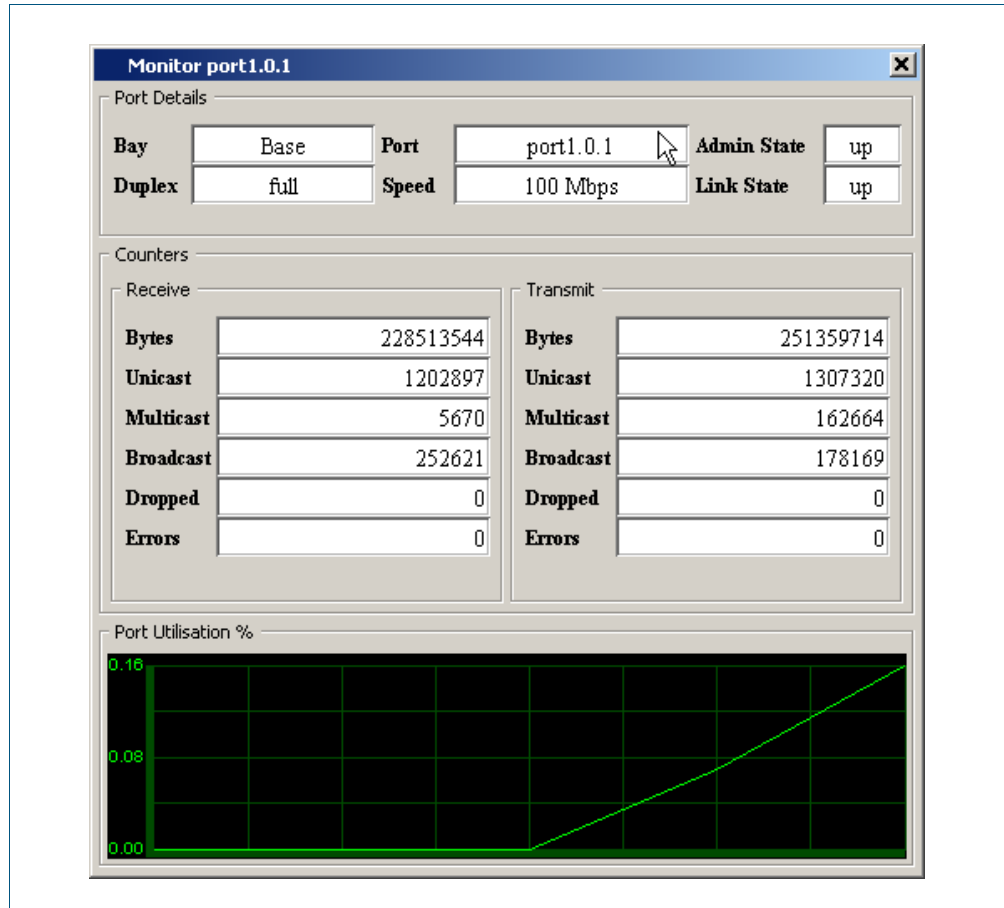 Monitor port1.0.1
Port Details
Bay Base Port port1.0.1 Admin State up
Duplex full Speed 100 Mbps Link State up
Counters
Receive
Bytes 228513544
Unicast 1202897
Multicast 5670
Broadcast 252621
Dropped 0
Errors 0
Transmit
Bytes 251359714
Unicast 1307320
Multicast 162664
Broadcast 178169
Dropped 0
Errors 0
Port Utilisation %
0.16
0.08
0.00